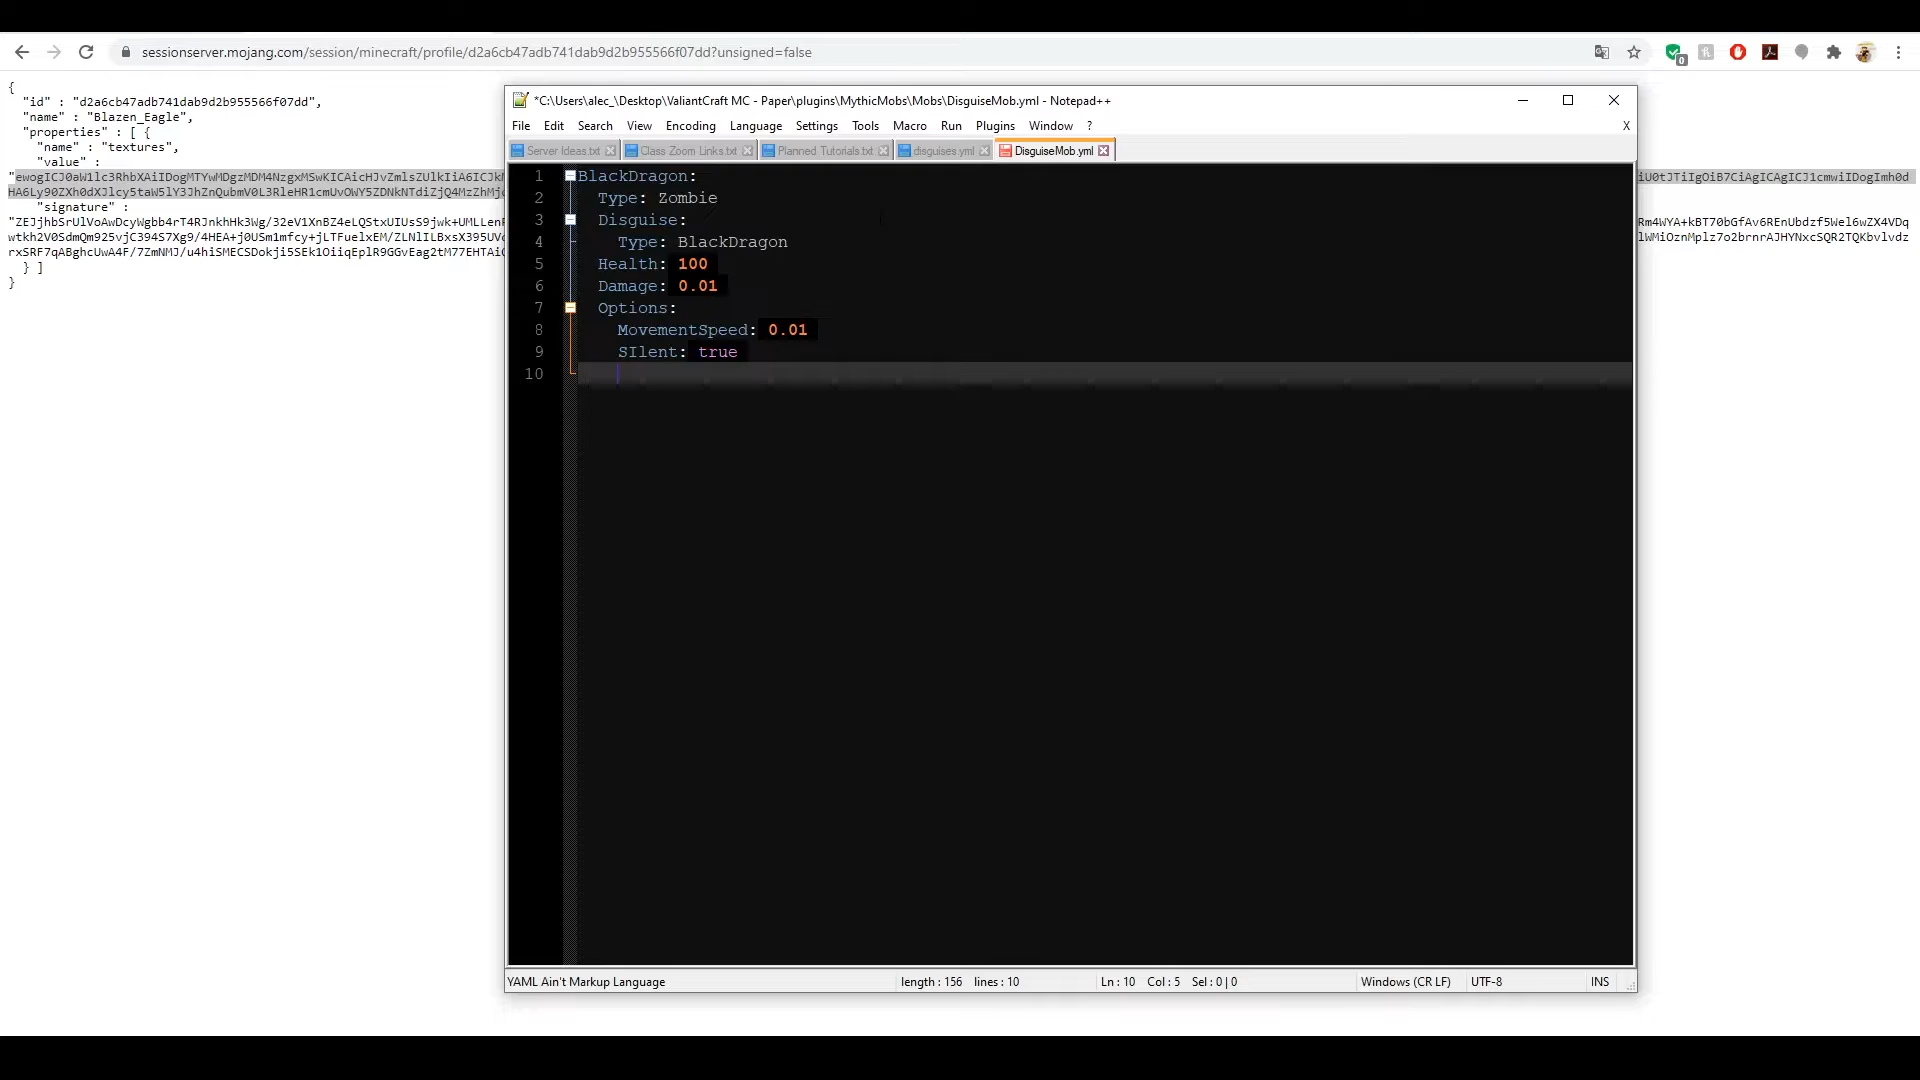 sessionserver.mojang.com/session/minecraft/profile/d2a6cb47adb741dab9d2b955566f07dd?unsigned=false
{
"id" : "d2a6cb47adb741dab9d2b955566f07dd",
"name" : "Blazen_Eagle",
"properties" : [ {
"name" : "textures",
"value" :
"signature" :
} ]
}
*C:\Users\alec_\Desktop\ValiantCraft MC - Paper\plugins\MythicMobs\Mobs\DisguiseMob.yml - Notepad++
File Edit Search View Encoding Language Settings Tools Macro Run Plugins Window ? X
Server Ideas.txt Class Zoom Links.txt Planned Tutorials.txt disguises.yml DisguiseMob.yml
1 BlackDragon:
2 Type: Zombie
3 Disguise:
4 Type: BlackDragon
5 Health: 100
6 Damage: 0.01
7 Options:
8 MovementSpeed: 0.01
9 SIlent: true
10
YAML Ain't Markup Language length : 156 lines : 10 Ln : 10 Col : 5 Sel : 0 | 0 Windows (CR LF) UTF-8 INS